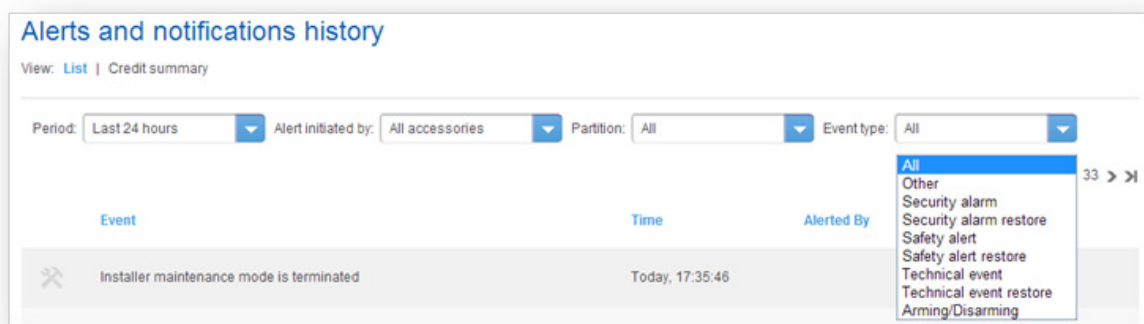 Alerts and notifications history
View: List | Credit summary
Period: Last 24 hours Alert initiated by: All accessories Partition: All Event type: All
All
Other
Security alarm
Security alarm restore
Safety alert
Safety alert restore
Technical event
Technical event restore
Arming/Disarming
33
Event Time Alerted By
Installer maintenance mode is terminated Today, 17:35:46